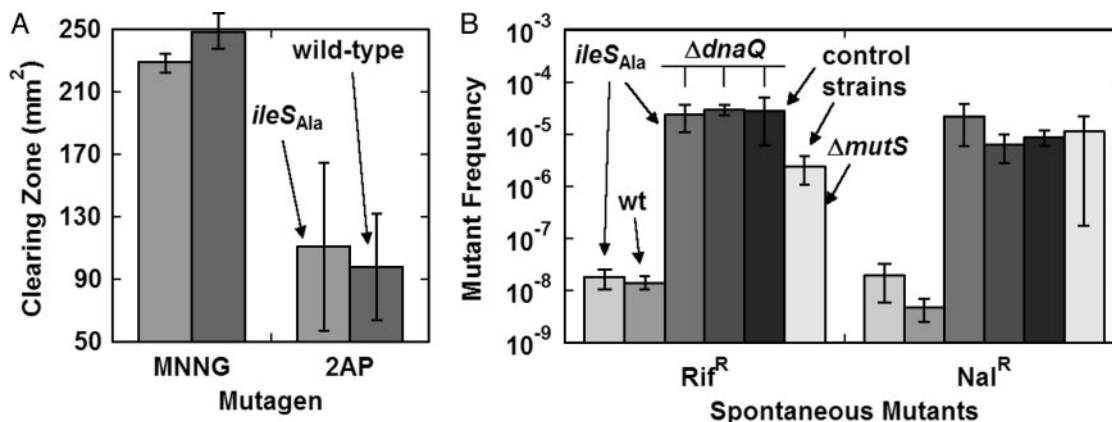 A
Clearing Zone (mm2)
250
210
170
130
90
50
wild-type
ileSAla
MNNG
2AP
Mutagen
B
Mutant Frequency
10-3
10-4
10-5
10-6
10-7
10-8
10-9
ileSAla
ΔdnaQ
control
strains
ΔmutS
wt
RifR
NalR
Spontaneous Mutants